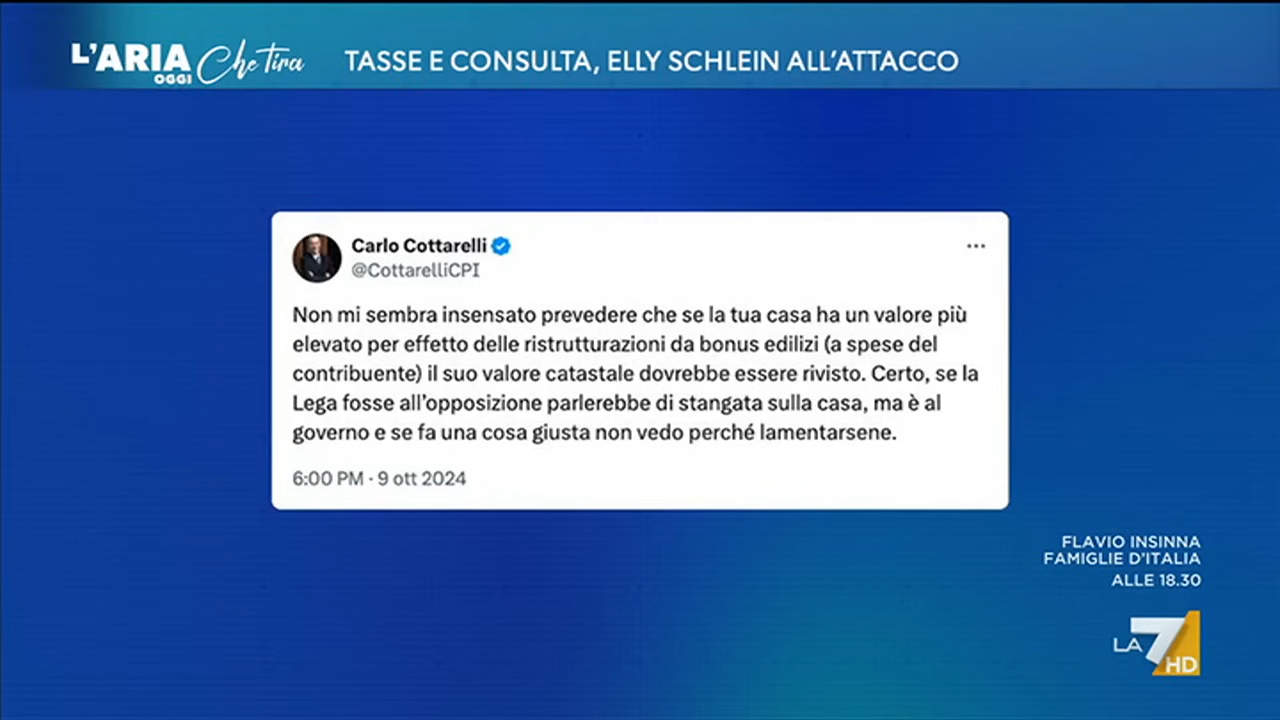 L'ARIA Che tira
OGGI
TASSE E CONSULTA, ELLY SCHLEIN ALL'ATTACCO
Carlo Cottarelli
@CottarelliCPI
Non mi sembra insensato prevedere che se la tua casa ha un valore più
elevato per effetto delle ristrutturazioni da bonus edilizi (a spese del
contribuente) il suo valore catastale dovrebbe essere rivisto. Certo, se la
Lega fosse all'opposizione parlerebbe di stangata sulla casa, ma è al
governo e se fa una cosa giusta non vedo perché lamentarsene.
6:00 PM · 9 ott 2024
FLAVIO INSINNA
FAMIGLIE D'ITALIA
ALLE 18.30
LA 7 HD